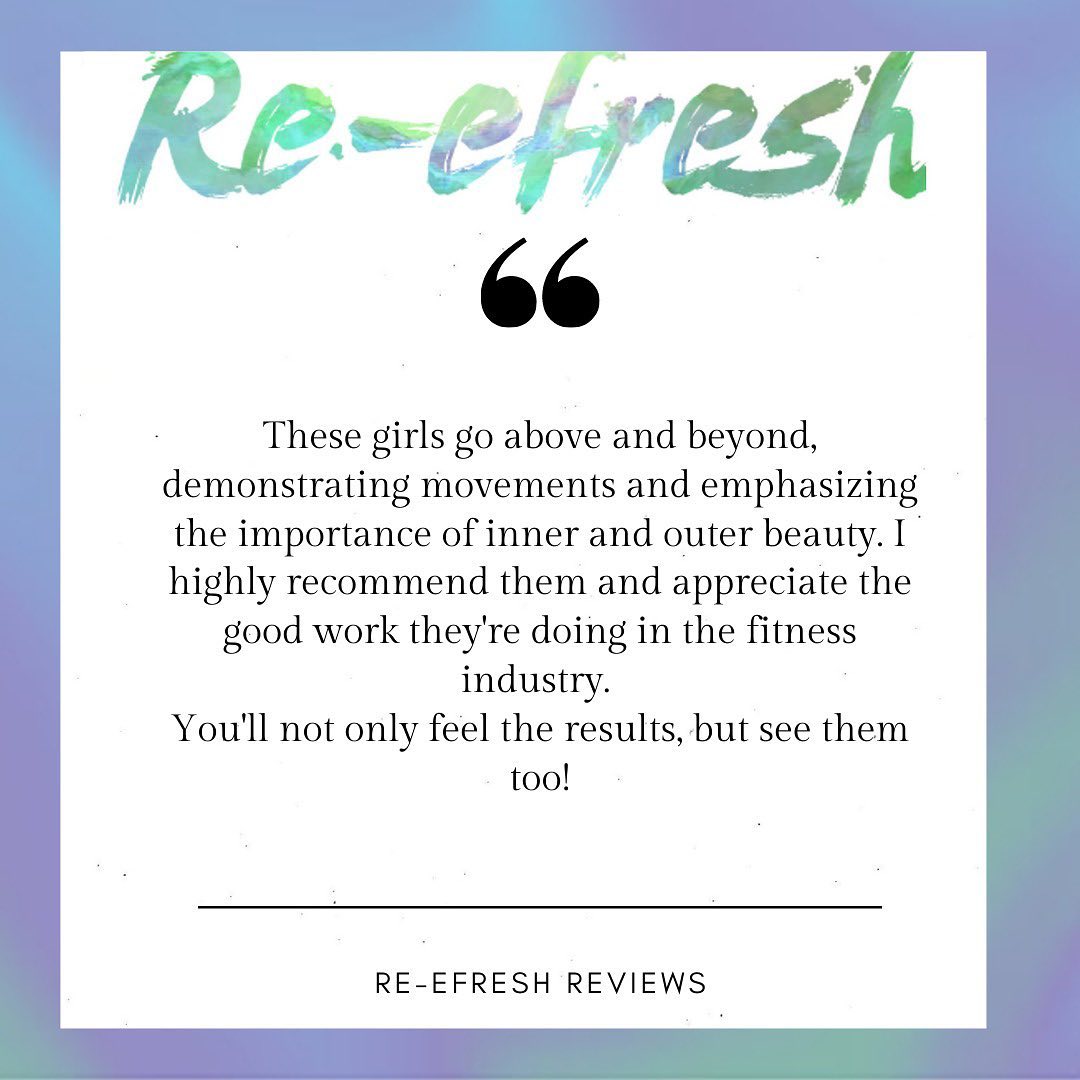 Re-efresh
“
These girls go above and beyond,
demonstrating movements and emphasizing
the importance of inner and outer beauty. I
highly recommend them and appreciate the
good work they're doing in the fitness
industry.
You'll not only feel the results, but see them
too!
RE-EFRESH REVIEWS